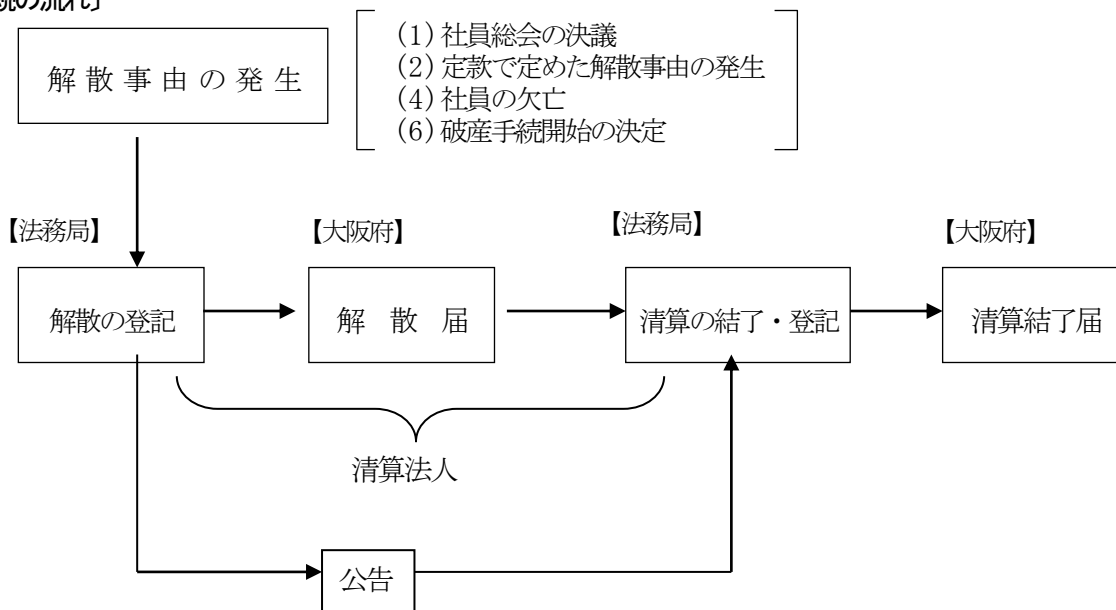 の流れ〕
解散事由の発生
(1) 社員総会の決議
(2) 定款で定めた解散事由の発生
(4) 社員の欠亡
(6) 破産手続開始の決定
【法務局】
【大阪府】
【法務局】
【大阪府】
解散の登記
解散届
清算の結了・登記
清算結了届
清算法人
公告